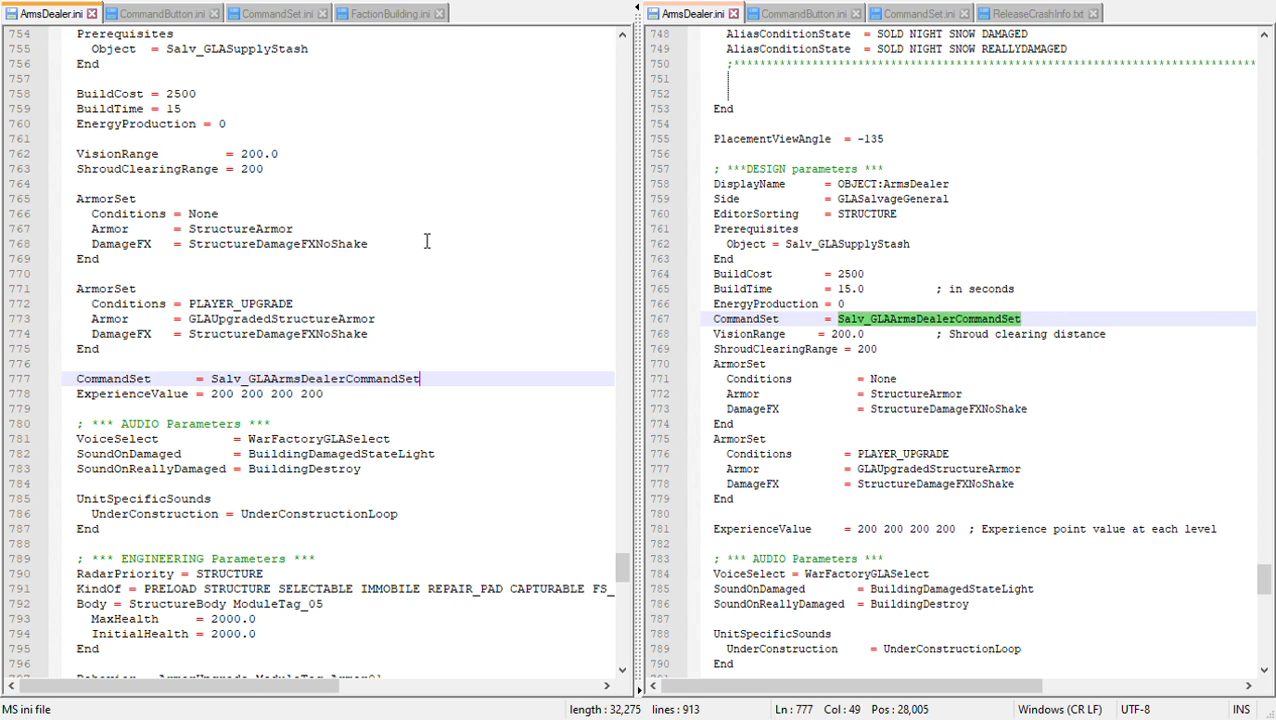 ArmsDealer.ini CommandButton.ini CommandSet.ini FactionBuilding.ini
754 Prerequisites
755 Object = Salv_GLASupplyStash
756 End
757
758 BuildCost = 2500
759 BuildTime = 15
760 EnergyProduction = 0
761
762 VisionRange = 200.0
763 ShroudClearingRange = 200
764
765 ArmorSet
766 Conditions = None
767 Armor = StructureArmor
768 DamageFX = StructureDamageFXNoShake
769 End
770
771 ArmorSet
772 Conditions = PLAYER_UPGRADE
773 Armor = GLAUpgradedStructureArmor
774 DamageFX = StructureDamageFXNoShake
775 End
776
777 CommandSet = Salv_GLAArmsDealerCommandSet
778 ExperienceValue = 200 200 200 200
779
780 ; *** AUDIO Parameters ***
781 VoiceSelect = WarFactoryGLASelect
782 SoundOnDamaged = BuildingDamagedStateLight
783 SoundOnReallyDamaged = BuildingDestroy
784
785 UnitSpecificSounds
786 UnderConstruction = UnderConstructionLoop
787 End
788
789 ; *** ENGINEERING Parameters ***
790 RadarPriority = STRUCTURE
791 KindOf = PRELOAD STRUCTURE SELECTABLE IMMOBILE REPAIR_PAD CAPTURABLE FS_
792 Body = StructureBody ModuleTag_05
793 MaxHealth = 2000.0
794 InitialHealth = 2000.0
795 End
796
ArmsDealer.ini CommandButton.ini CommandSet.ini ReleaseCrashInfo.txt
748 AliasConditionState = SOLD NIGHT SNOW DAMAGED
749 AliasConditionState = SOLD NIGHT SNOW REALLYDAMAGED
750 ;***********************************************************************
751
752
753 End
754
755 PlacementViewAngle = -135
756
757 ; ***DESIGN parameters ***
758 DisplayName = OBJECT:ArmsDealer
759 Side = GLASalvageGeneral
760 EditorSorting = STRUCTURE
761 Prerequisites
762 Object = Salv_GLASupplyStash
763 End
764 BuildCost = 2500
765 BuildTime = 15.0 ; in seconds
766 EnergyProduction = 0
767 CommandSet = Salv_GLAArmsDealerCommandSet
768 VisionRange = 200.0 ; Shroud clearing distance
769 ShroudClearingRange = 200
770 ArmorSet
771 Conditions = None
772 Armor = StructureArmor
773 DamageFX = StructureDamageFXNoShake
774 End
775 ArmorSet
776 Conditions = PLAYER_UPGRADE
777 Armor = GLAUpgradedStructureArmor
778 DamageFX = StructureDamageFXNoShake
779 End
780
781 ExperienceValue = 200 200 200 200 ; Experience point value at each level
782
783 ; *** AUDIO Parameters ***
784 VoiceSelect = WarFactoryGLASelect
785 SoundOnDamaged = BuildingDamagedStateLight
786 SoundOnReallyDamaged = BuildingDestroy
787
788 UnitSpecificSounds
789 UnderConstruction = UnderConstructionLoop
790 End
MS ini file length : 32,275 lines : 913 Ln : 777 Col : 49 Pos : 28,005 Windows (CR LF) UTF-8 INS